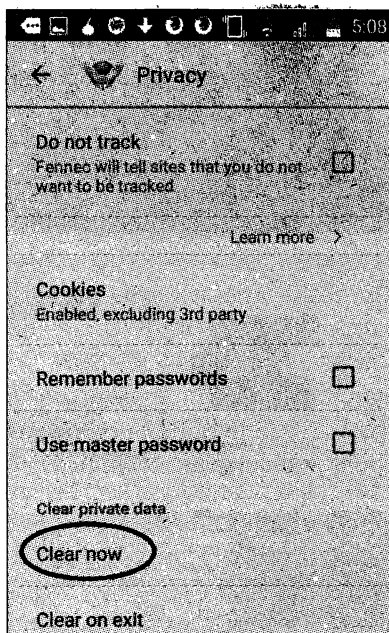 5:08
Privacy
Do not track
Fennec will tell sites that you do not
want to be tracked
Learn more >
Cookies
Enabled, excluding 3rd party
Remember passwords
Use master password
Clear private data
Clear now
Clear on exit